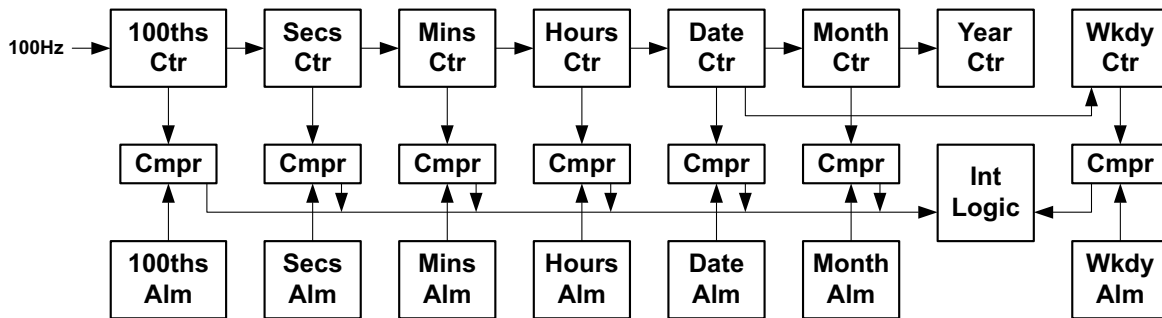 100Hz
100ths
Ctr
Secs
Ctr
Mins
Ctr
Hours
Ctr
Date
Ctr
Month
Ctr
Year
Ctr
Wkdy
Ctr
Cmpr
Cmpr
Cmpr
Cmpr
Cmpr
Cmpr
Int
Logic
Cmpr
100ths
Alm
Secs
Alm
Mins
Alm
Hours
Alm
Date
Alm
Month
Alm
Wkdy
Alm